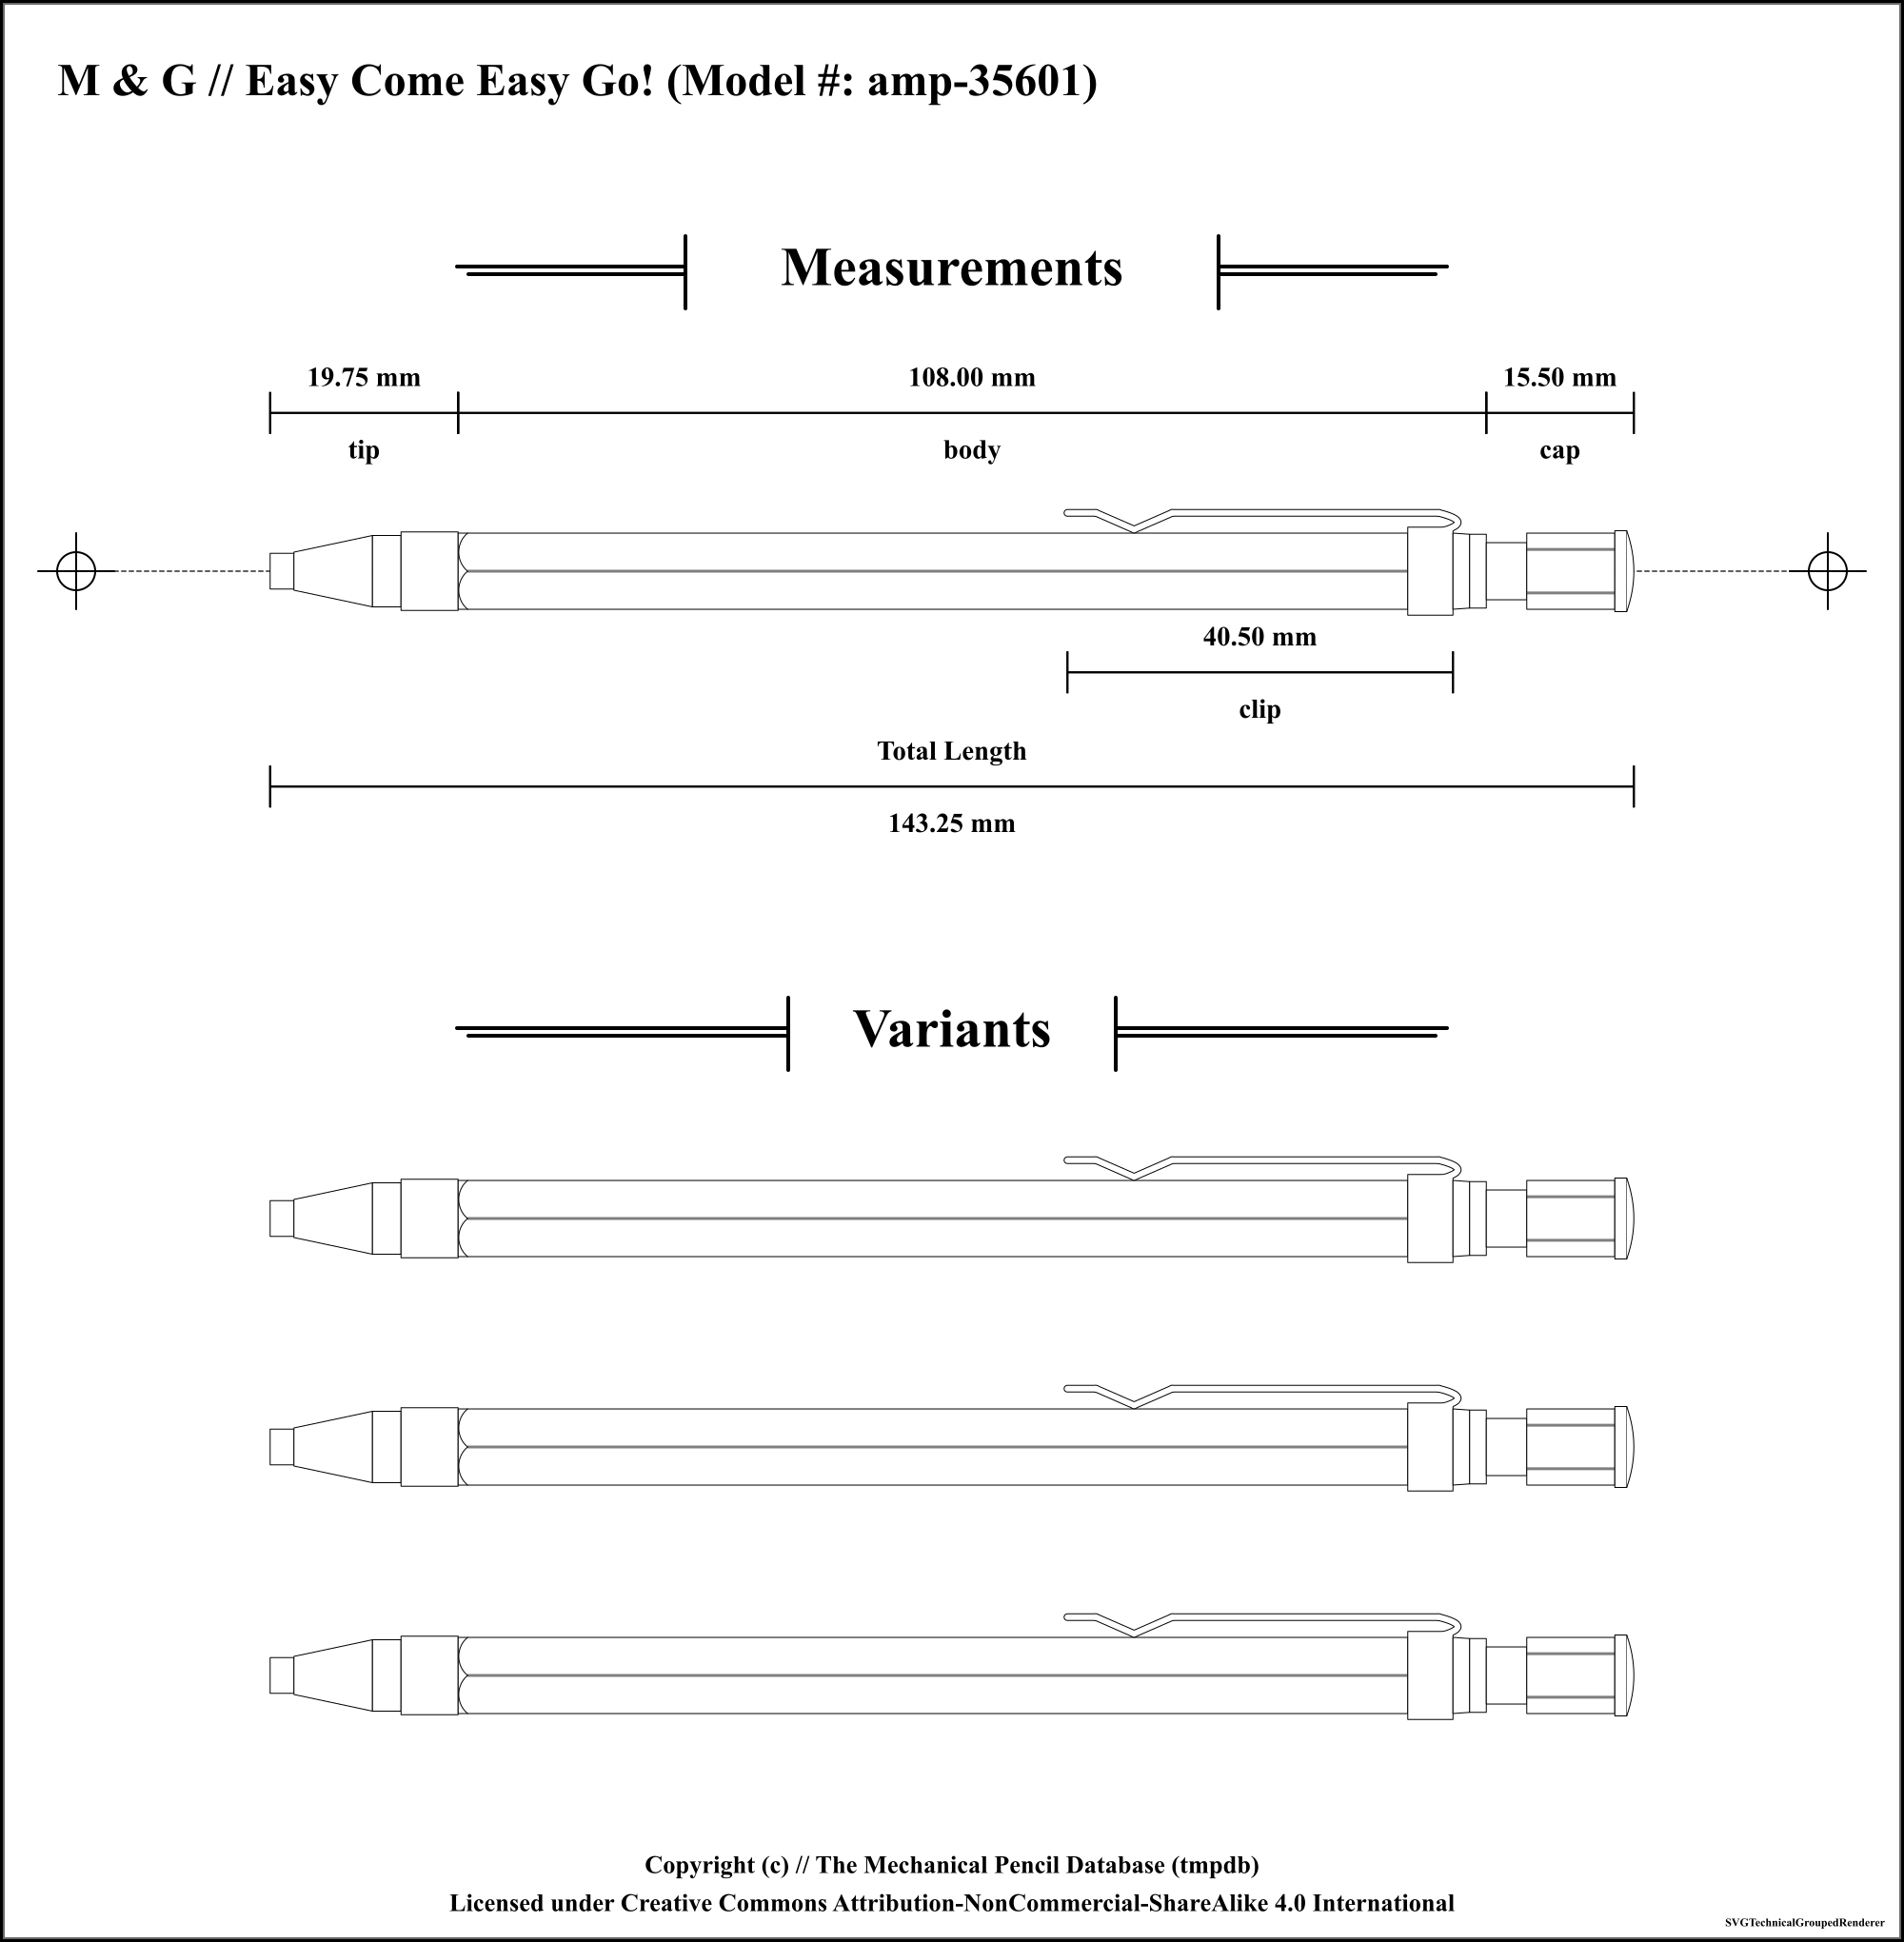 M & G // Easy Come Easy Go! (Model #: amp-35601)
Measurements
19.75 mm 108.00 mm 15.50 mm
tip body cap
40.50 mm
clip
Total Length
143.25 mm
Variants
Copyright (c) // The Mechanical Pencil Database (tmpdb)
Licensed under Creative Commons Attribution-NonCommercial-ShareAlike 4.0 International
SVGTechnicalGroupedRenderer